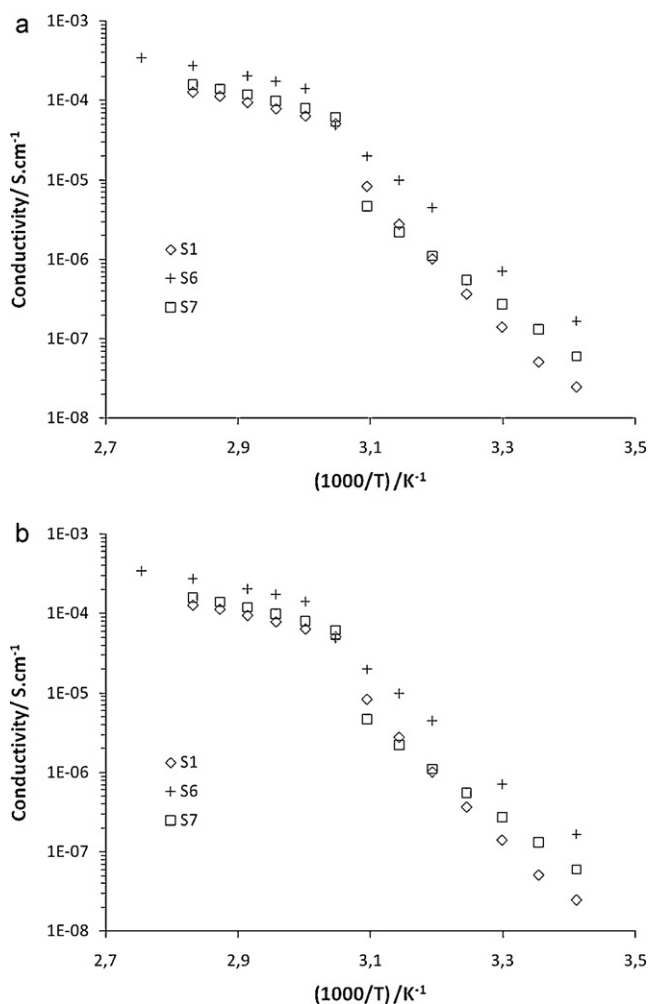 a
1E-03
1E-04
1E-05
1E-06
1E-07
1E-08
Conductivity/ S.cm-1
S1
S6
S7
2,7 2,9 3,1 3,3 3,5
(1000/T) /K-1
b
1E-03
1E-04
1E-05
1E-06
1E-07
1E-08
Conductivity/ S.cm-1
S1
S6
S7
2,7 2,9 3,1 3,3 3,5
(1000/T) /K-1